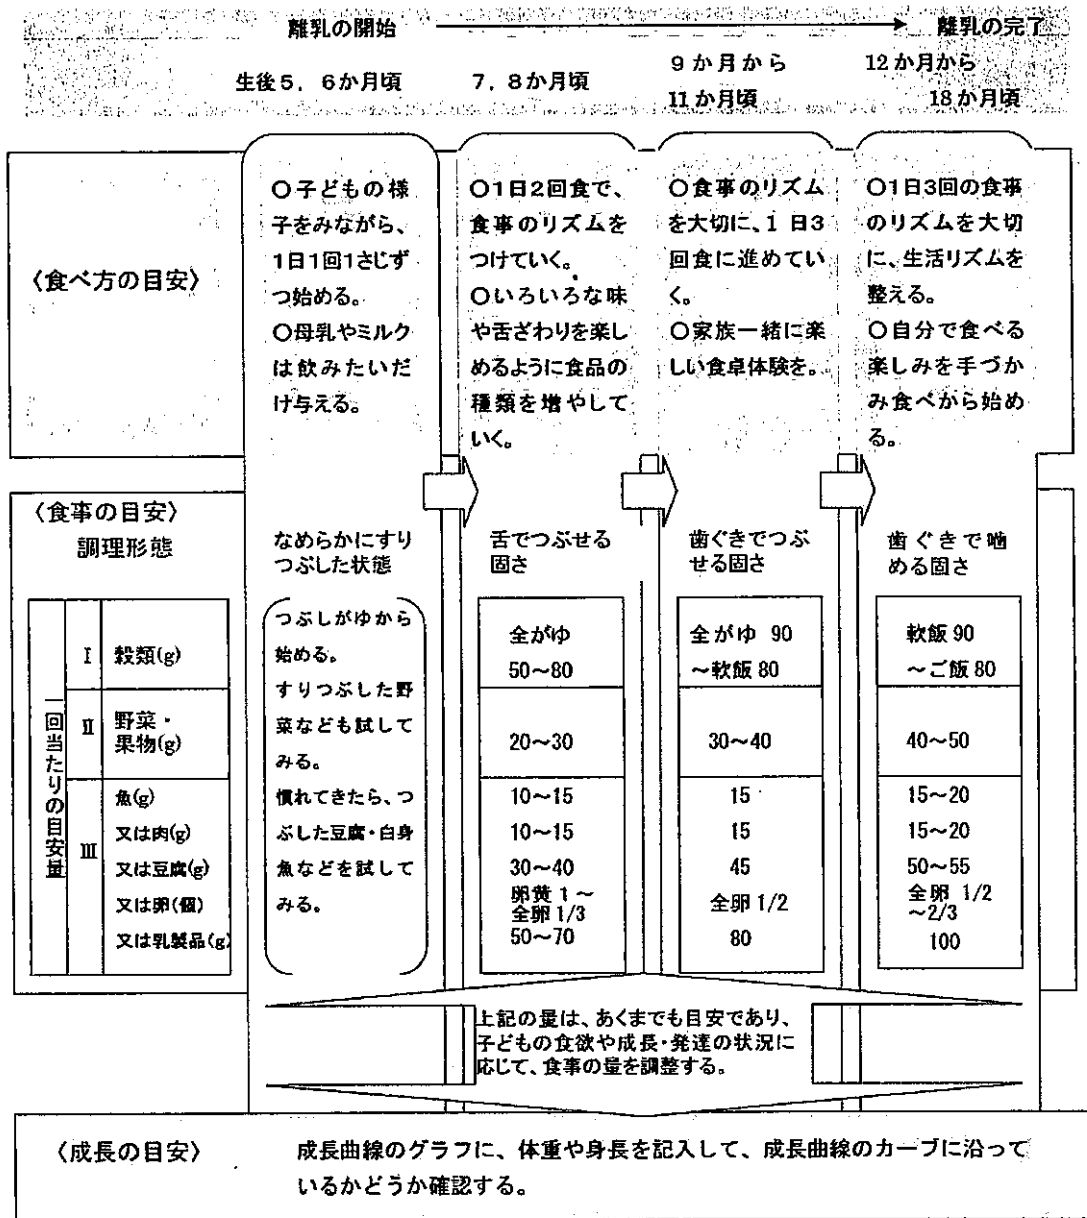 離乳の開始 離乳の完了
生後5，6か月頃
7，8か月頃
9か月から
11か月頃
12か月から
18か月頃
〈食べ方の目安〉
○子どもの様
子をみながら、
1日1回1さじず
つ始める。
○母乳やミルク
は飲みたいだ
け与える。
○1日2回食で、
食事のリズムを
つけていく。
○いろいろな味
や舌ざわりを楽し
めるように食品の
種類を増やして
いく。
○食事のリズム
を大切に、1日3
回食に進めてい
く。
○家族一緒に楽
しい食卓体験を。
○1日3回の食事
のリズムを大切
に、生活リズムを
整える。
○自分で食べる
楽しみを手づか
み食べから始め
る。
〈食事の目安〉
調理形態
なめらかにすり
つぶした状態
舌でつぶせる
固さ
歯ぐきでつぶ
せる固さ
歯ぐきで噛
める固さ
一回当たりの目安量
Ⅰ 穀類(g)
Ⅱ 野菜・
果物(g)
Ⅲ
魚(g)
又は肉(g)
又は豆腐(g)
又は卵(個)
又は乳製品(g)
つぶしがゆから
始める。
すりつぶした野
菜なども試して
みる。
慣れてきたら、つ
ぶした豆腐・白身
魚などを試して
みる。
全がゆ
50～80
20～30
10～15
10～15
30～40
卵黄1～
全卵1/3
50～70
全がゆ 90
～軟飯80
30～40
15
15
45
全卵1/2
80
軟飯90
～ご飯80
40～50
15～20
15～20
50～55
全卵 1/2
～2/3
100
上記の量は、あくまでも目安であり、
子どもの食欲や成長・発達の状況に
応じて、食事の量を調整する。
〈成長の目安〉
成長曲線のグラフに、体重や身長を記入して、成長曲線のカーブに沿って
いるかどうか確認する。